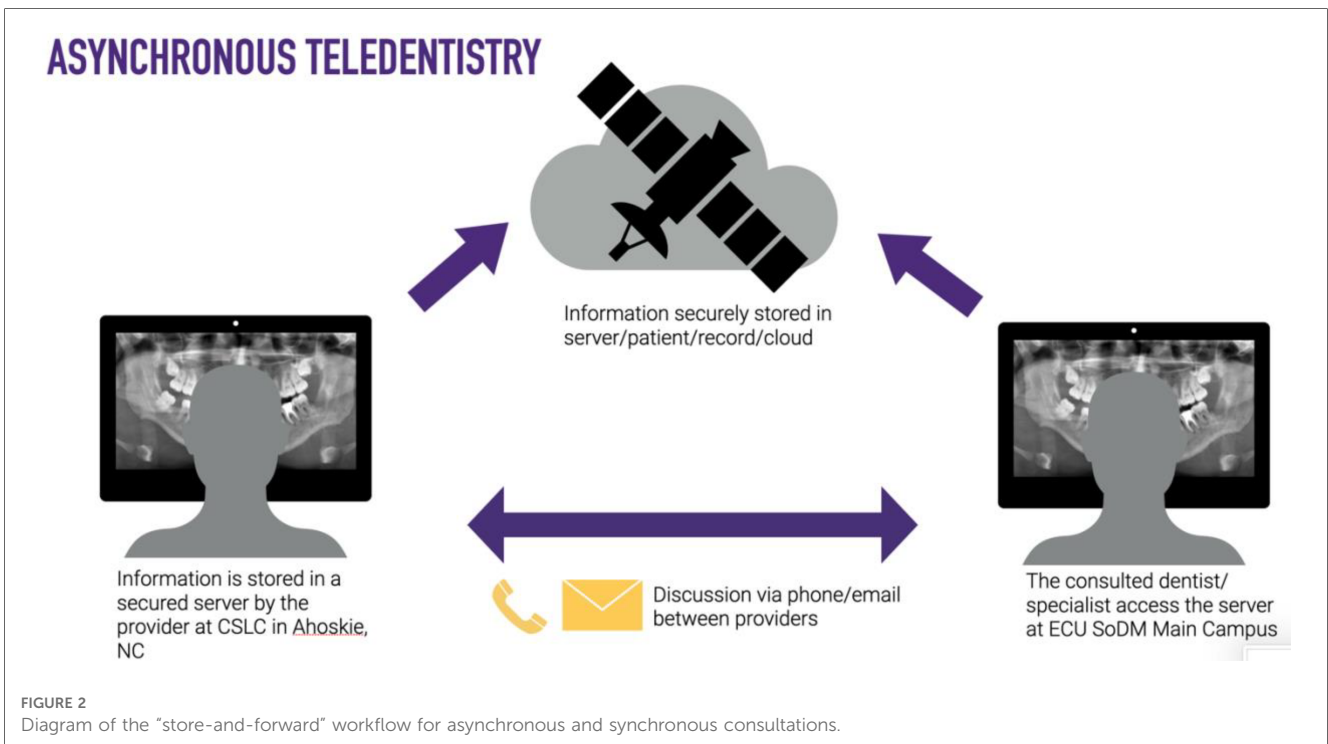 ASYNCHRONOUS TELEDENTISTRY
Information securely stored in
server/patient/record/cloud
Information is stored in a
secured server by the
provider at CSLC in Ahoskie,
NC
Discussion via phone/email
between providers
The consulted dentist/
specialist access the server
at ECU SoDM Main Campus
FIGURE 2
Diagram of the “store-and-forward” workflow for asynchronous and synchronous consultations.